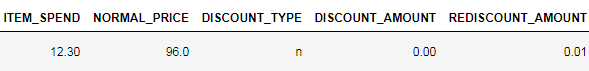 ITEM_SPEND NORMAL_PRICE DISCOUNT_TYPE DISCOUNT_AMOUNT REDISCOUNT_AMOUNT
12.30 96.0 n 0.00 0.01